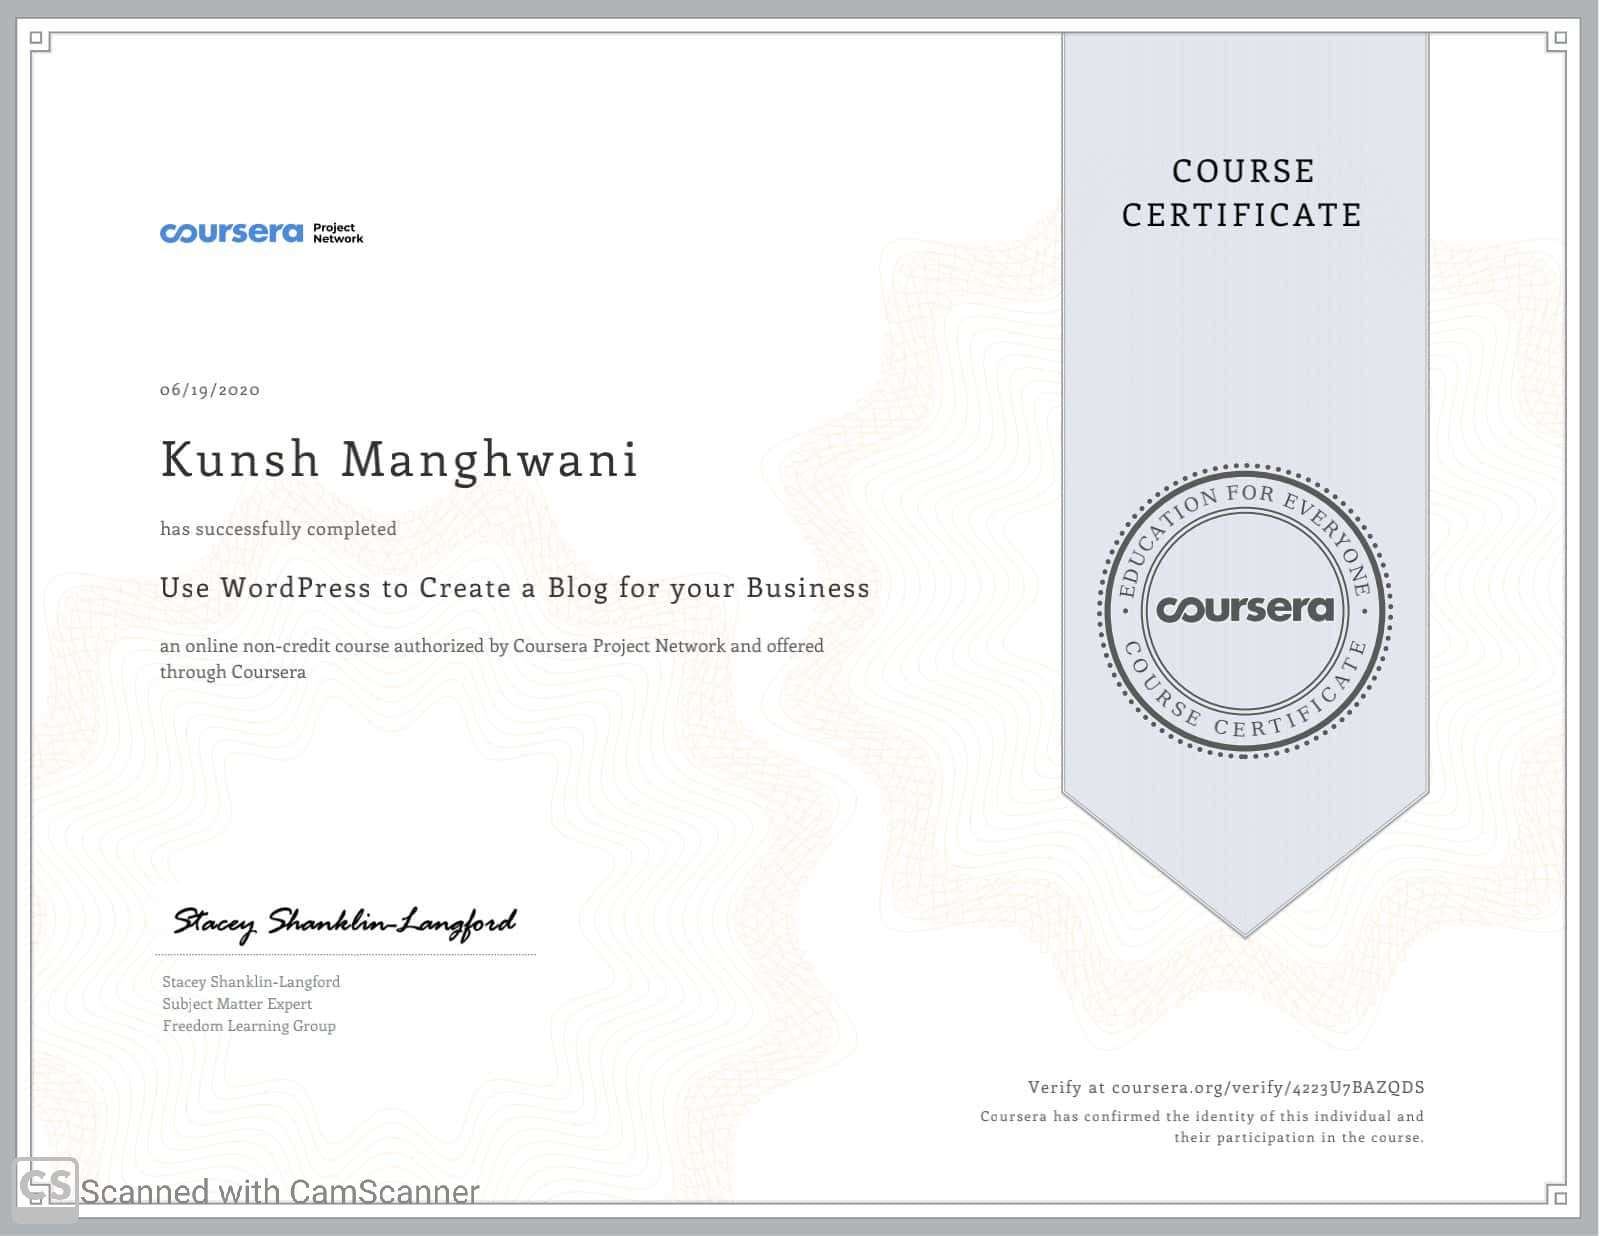 COURSE
CERTIFICATE
coursera Project
Network
06/19/2020
Kunsh Manghwani
has successfully completed
Use WordPress to Create a Blog for your Business
an online non-credit course authorized by Coursera Project Network and offered
through Coursera
EDUCATION FOR EVERYONE
coursera
COURSE CERTIFICATE
Stacey Shanklin-Langford
Stacey Shanklin-Langford
Subject Matter Expert
Freedom Learning Group
Verify at coursera.org/verify/4223U7BAZQDS
Coursera has confirmed the identity of this individual and
their participation in the course.
CS Scanned with CamScanner